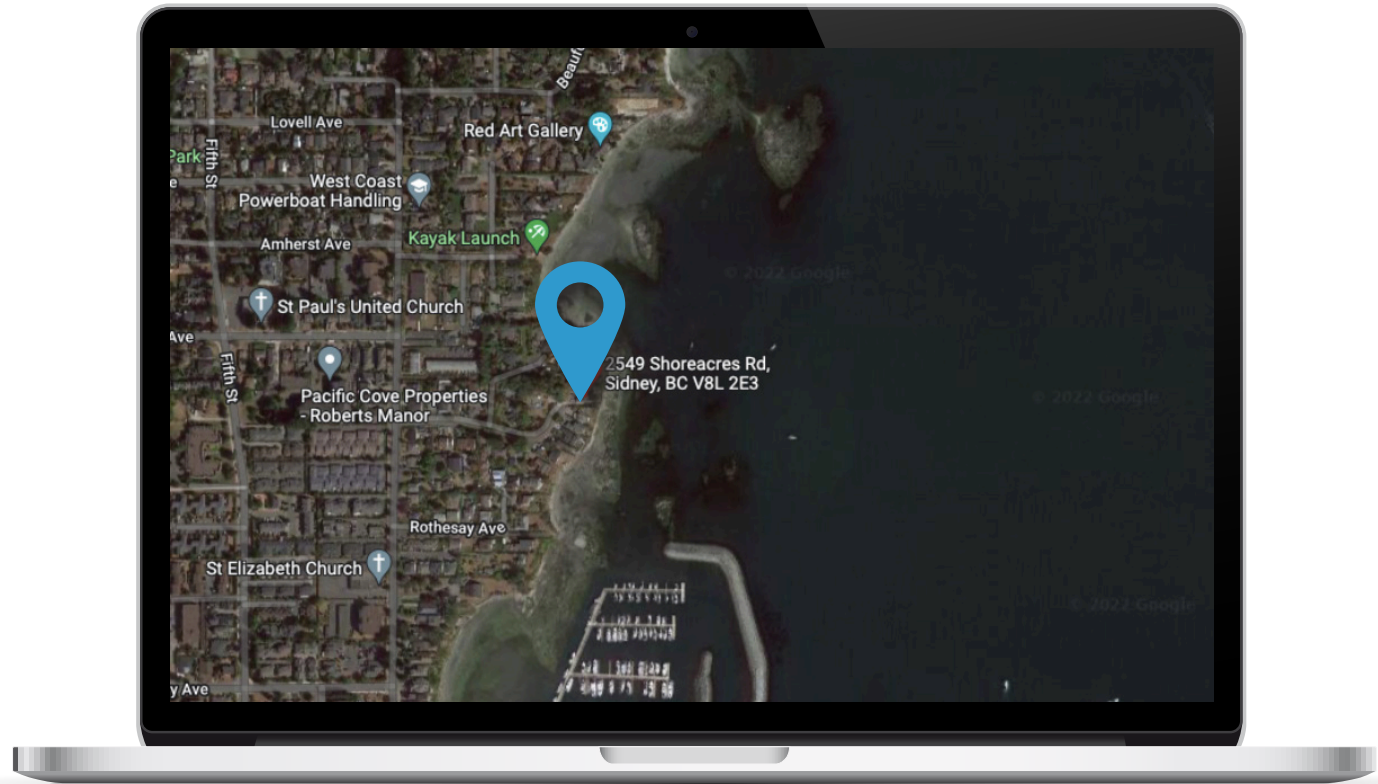 Beauf
Lovell Ave
Red Art Gallery
Fifth St
Park
e
West Coast
Powerboat Handling
Kayak Launch
Amherst Ave
© 2022 Google
St Paul's United Church
Ave
Fifth St
2549 Shoreacres Rd,
Sidney, BC V8L 2E3
Pacific Cove Properties
- Roberts Manor
© 2022 Google
Rothesay Ave
St Elizabeth Church
© 2022 Google
y Ave